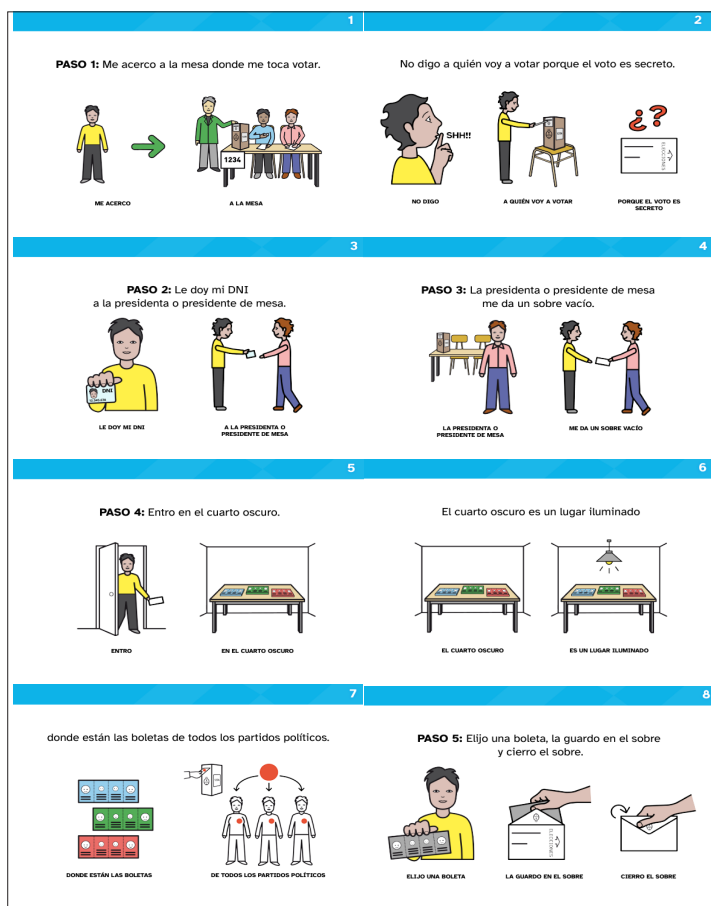 1
PASO 1: Me acerco a la mesa donde me toca votar.
1234
ME ACERCO
A LA MESA
2
No digo a quién voy a votar porque el voto es secreto.
SHH!!
¿?
ELECCIONES
NO DIGO
A QUIÉN VOY A VOTAR
PORQUE EL VOTO ES
SECRETO
3
PASO 2: Le doy mi DNI
a la presidenta o presidente de mesa.
DNI
LE DOY MI DNI
A LA PRESIDENTA O
PRESIDENTE DE MESA
4
PASO 3: La presidenta o presidente de mesa
me da un sobre vacío.
LA PRESIDENTA O
PRESIDENTE DE MESA
ME DA UN SOBRE VACÍO
5
PASO 4: Entro en el cuarto oscuro.
ENTRO
EN EL CUARTO OSCURO
6
El cuarto oscuro es un lugar iluminado
EL CUARTO OSCURO
ES UN LUGAR ILUMINADO
7
donde están las boletas de todos los partidos políticos.
DONDE ESTÁN LAS BOLETAS
DE TODOS LOS PARTIDOS POLÍTICOS
8
PASO 5: Elijo una boleta, la guardo en el sobre
y cierro el sobre.
ELECCIONES
ELIJO UNA BOLETA
LA GUARDO EN EL SOBRE
CIERRO EL SOBRE